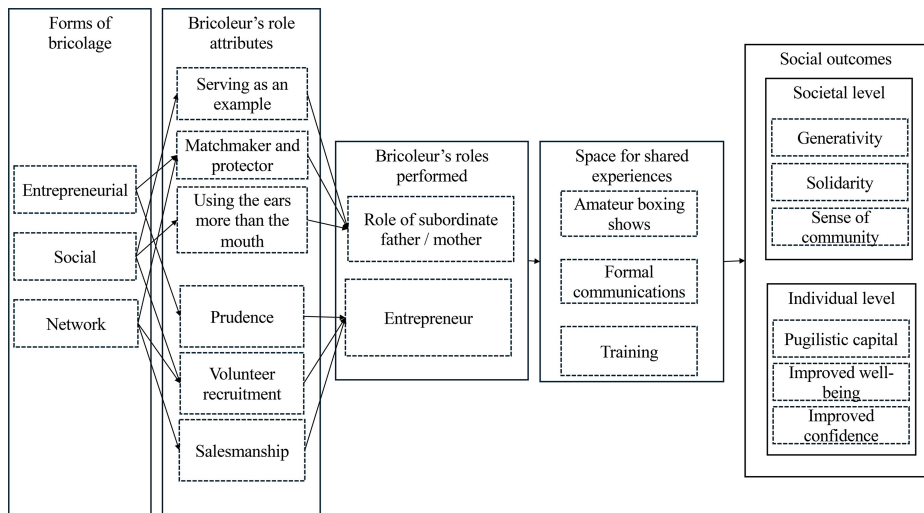 Forms of
bricolage
Entrepreneurial
Social
Network
Bricoleur's role
attributes
Serving as an
example
Matchmaker and
protector
Using the ears
more than the
mouth
Prudence
Volunteer
recruitment
Salesmanship
Bricoleur's roles
performed
Role of subordinate
father / mother
Entrepreneur
Space for shared
experiences
Amateur boxing
shows
Formal
communications
Training
Social outcomes
Societal level
Generativity
Solidarity
Sense of
community
Individual level
Pugilistic capital
Improved well-
being
Improved
confidence